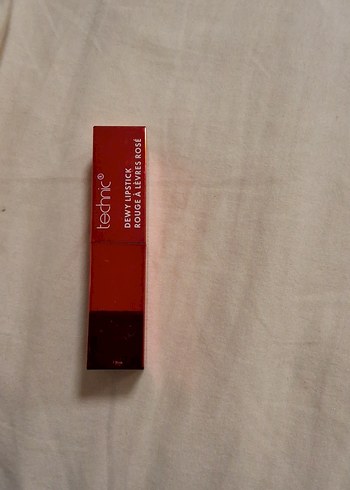 technic®
DEWY LIPSTICK
ROUGE À LÈVRES ROSÉ